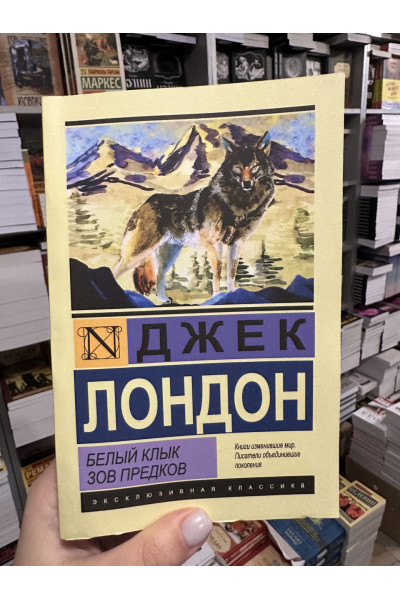 МАРКЕС
N
ДЖЕК
ЛОНДОН
БЕЛЫЙ КЛЫК
ЗОВ ПРЕДКОВ
Книги изменившие мир.
Писатели объединившие
поколения.
ЭКСКЛЮЗИВНАЯ КЛАССИКА